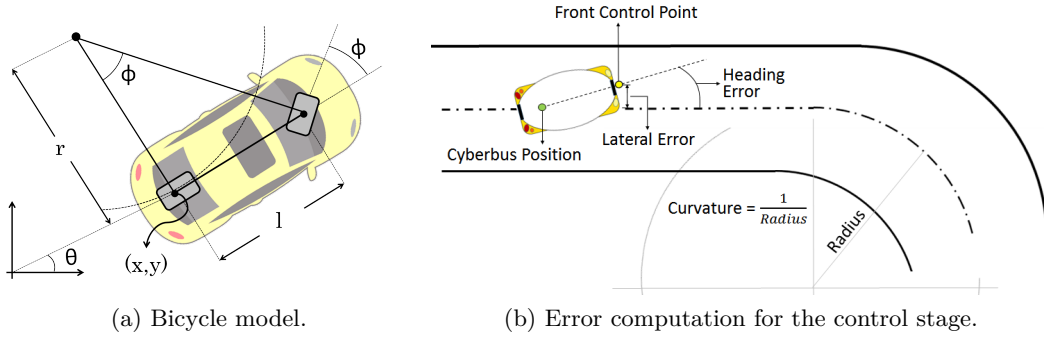 ϕ
ϕ
r
l
θ
(x,y)
(a) Bicycle model.
Front Control Point
Heading
Error
Lateral Error
Cyberbus Position
Curvature = 1/Radius
Radius
(b) Error computation for the control stage.